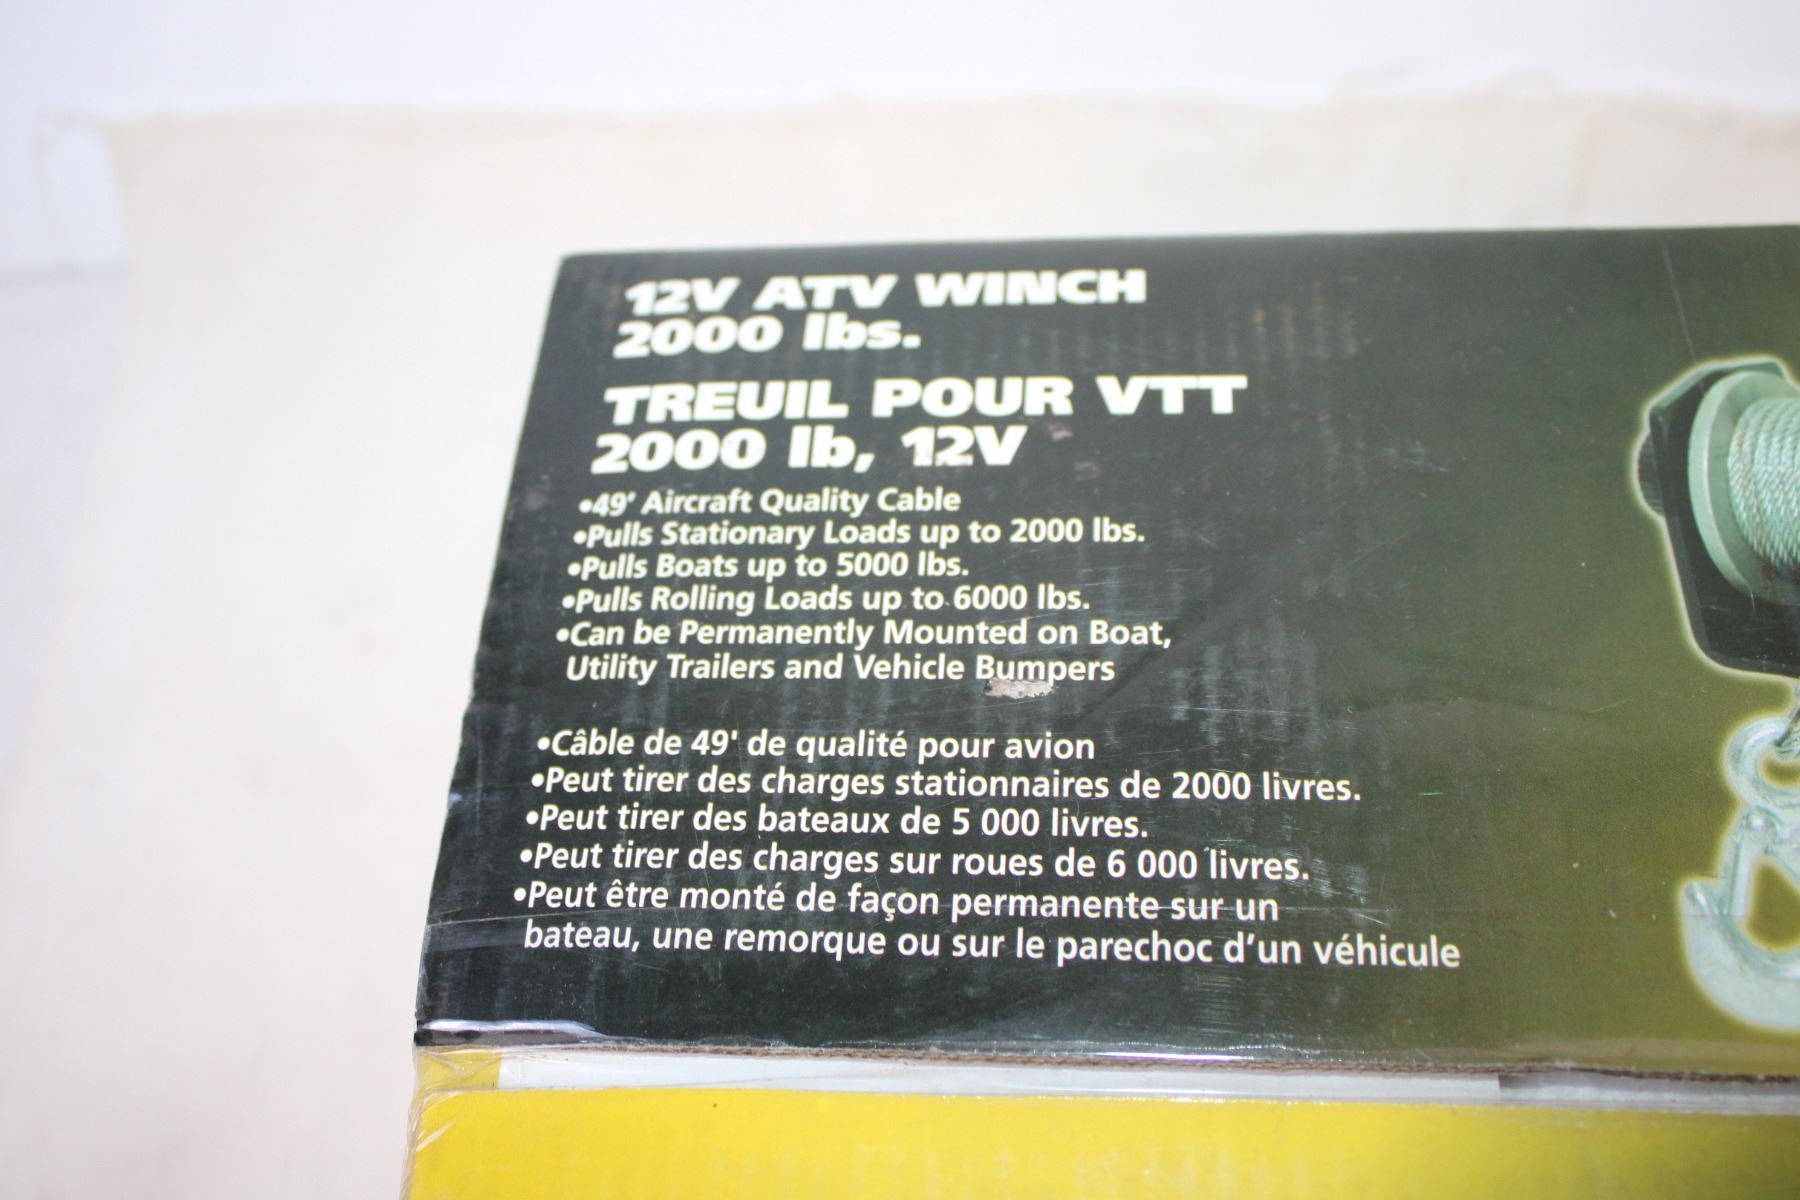 12V ATV WINCH
2000 lbs.
TREUIL POUR VTT
2000 lb, 12V
•49' Aircraft Quality Cable
•Pulls Stationary Loads up to 2000 lbs.
•Pulls Boats up to 5000 lbs.
•Pulls Rolling Loads up to 6000 lbs.
•Can be Permanently Mounted on Boat,
Utility Trailers and Vehicle Bumpers
•Câble de 49' de qualité pour avion
•Peut tirer des charges stationnaires de 2000 livres.
•Peut tirer des bateaux de 5 000 livres.
•Peut tirer des charges sur roues de 6 000 livres.
•Peut être monté de façon permanente sur un
bateau, une remorque ou sur le parechoc d'un véhicule